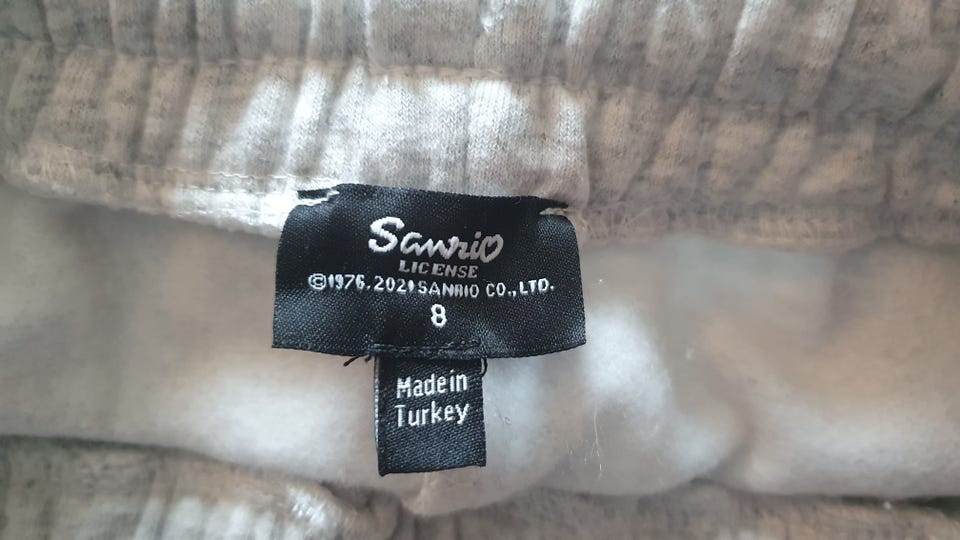 Sanrio
LICENSE
©1976, 2021 SANRIO CO., LTD.
8
Made in
Turkey